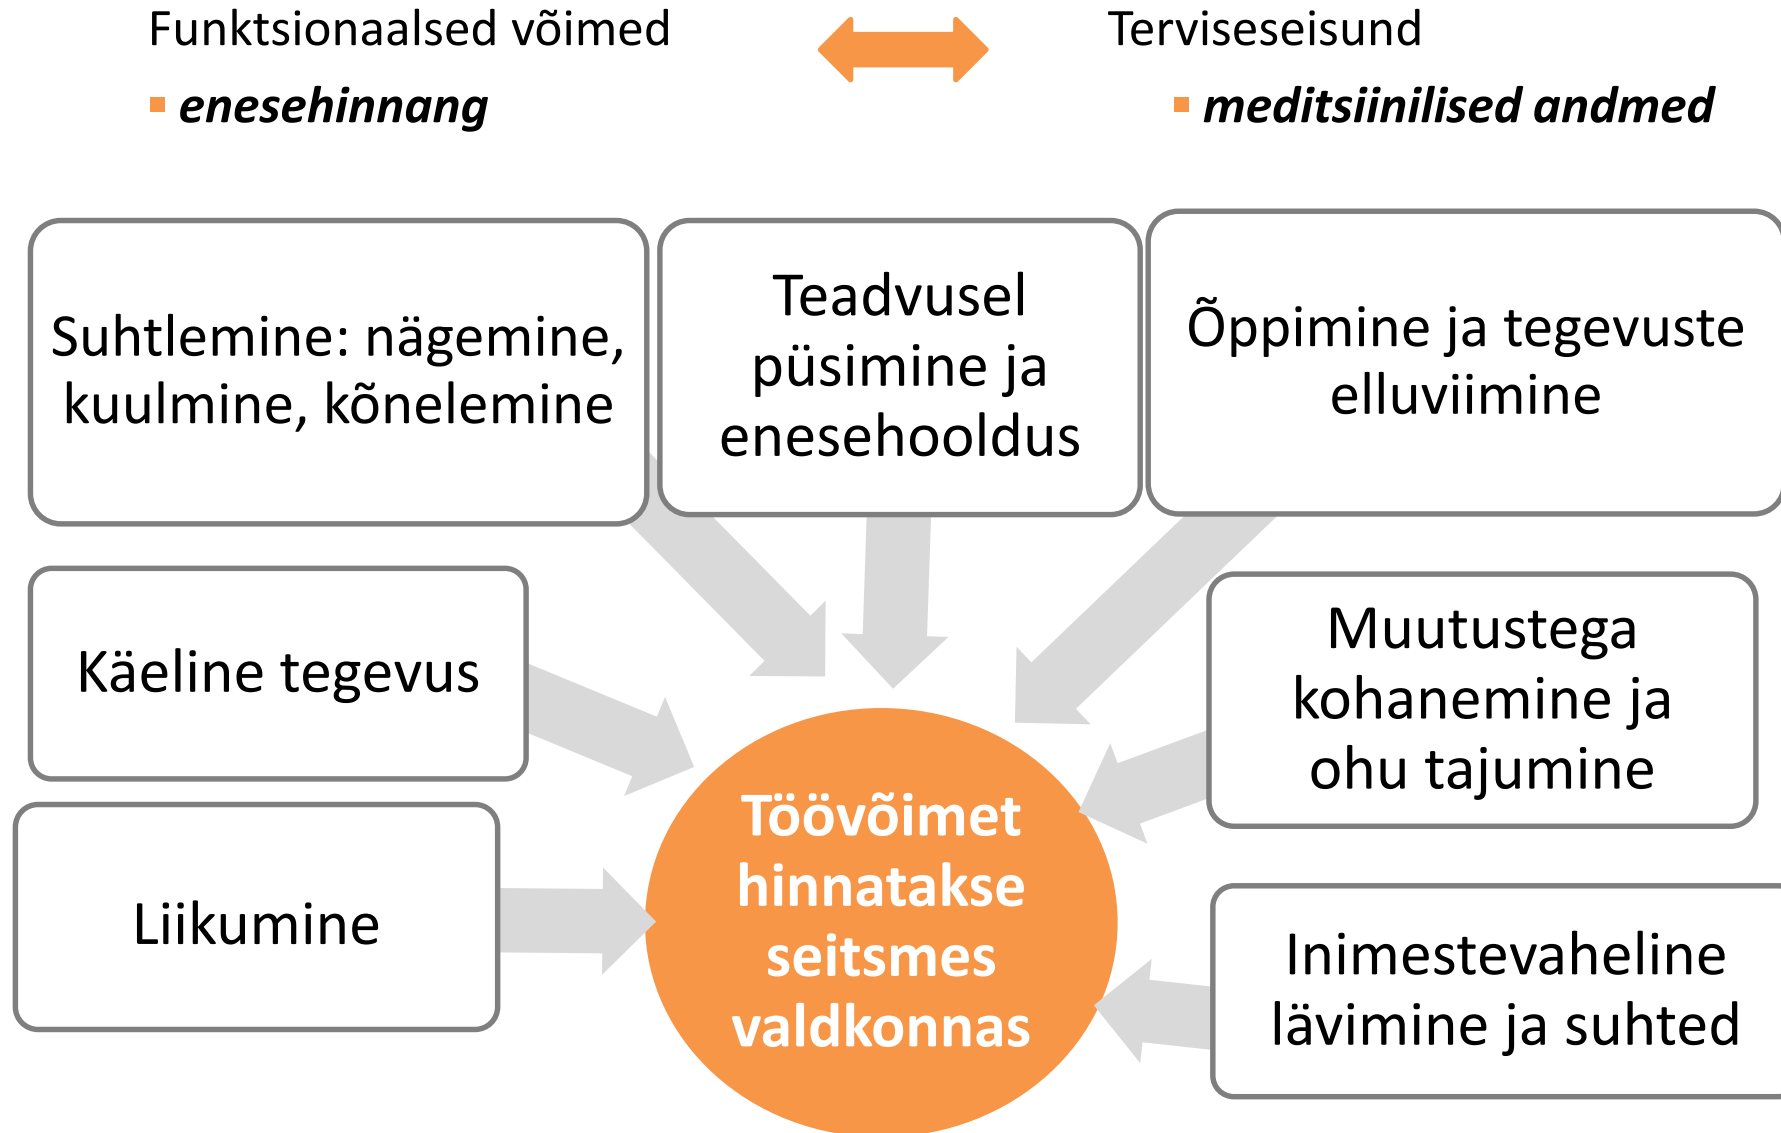 Funktsionaalsed võimed
enesehinnang
Terviseseisund
meditsiinilised andmed
Suhtlemine: nägemine,
kuulmine, kõnelemine
Teadvusel
püsimine ja
enesehooldus
Õppimine ja tegevuste
elluviimine
Käeline tegevus
Muutustega
kohanemine ja
ohu tajumine
Liikumine
Töövõimet
hinnatakse
seitsmes
valdkonnas
Inimestevaheline
lävimine ja suhted